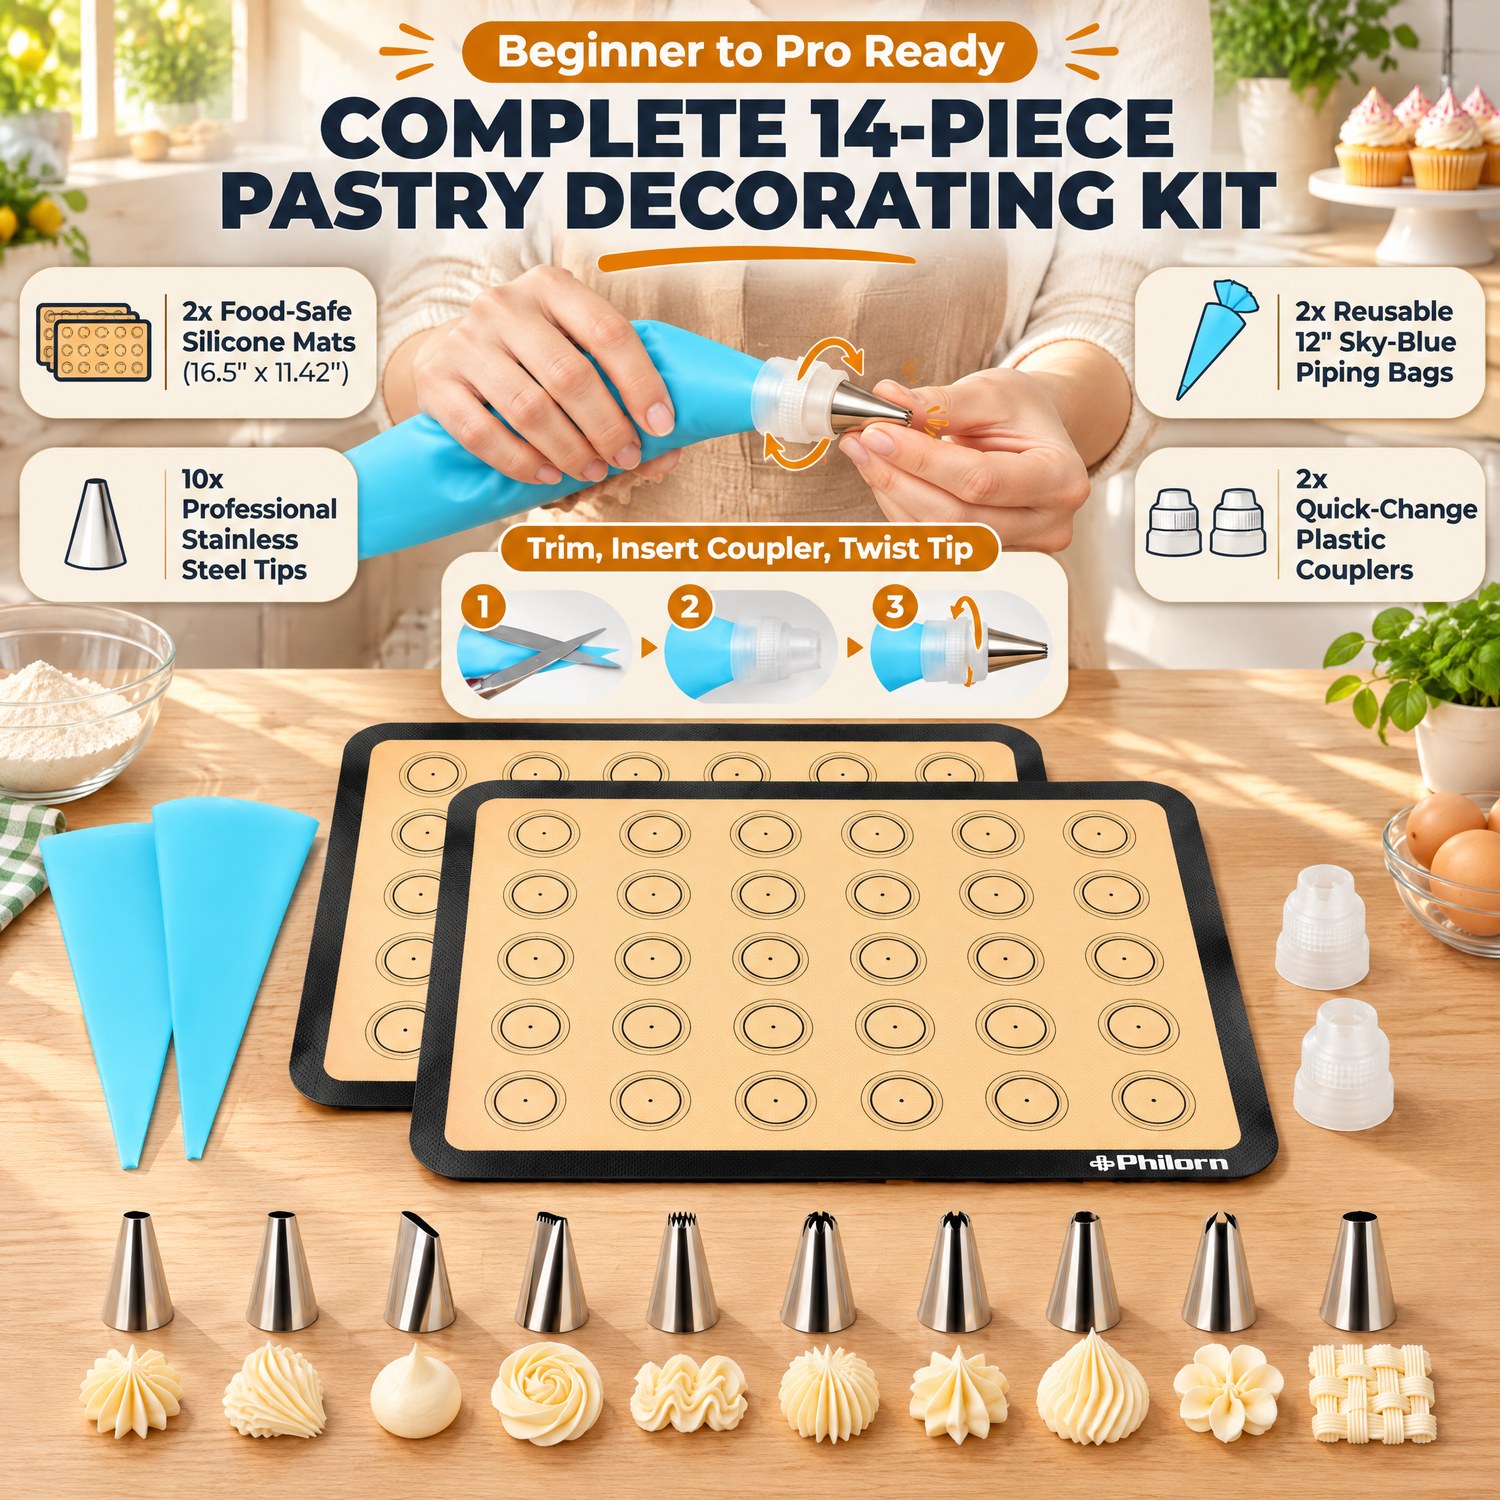 Beginner to Pro Ready
COMPLETE 14-PIECE
PASTRY DECORATING KIT
2x Food-Safe
Silicone Mats
(16.5" x 11.42")
10x
Professional
Stainless
Steel Tips
2x Reusable
12" Sky-Blue
Piping Bags
2x
Quick-Change
Plastic
Couplers
Trim, Insert Coupler, Twist Tip
1
2
3
Philorn